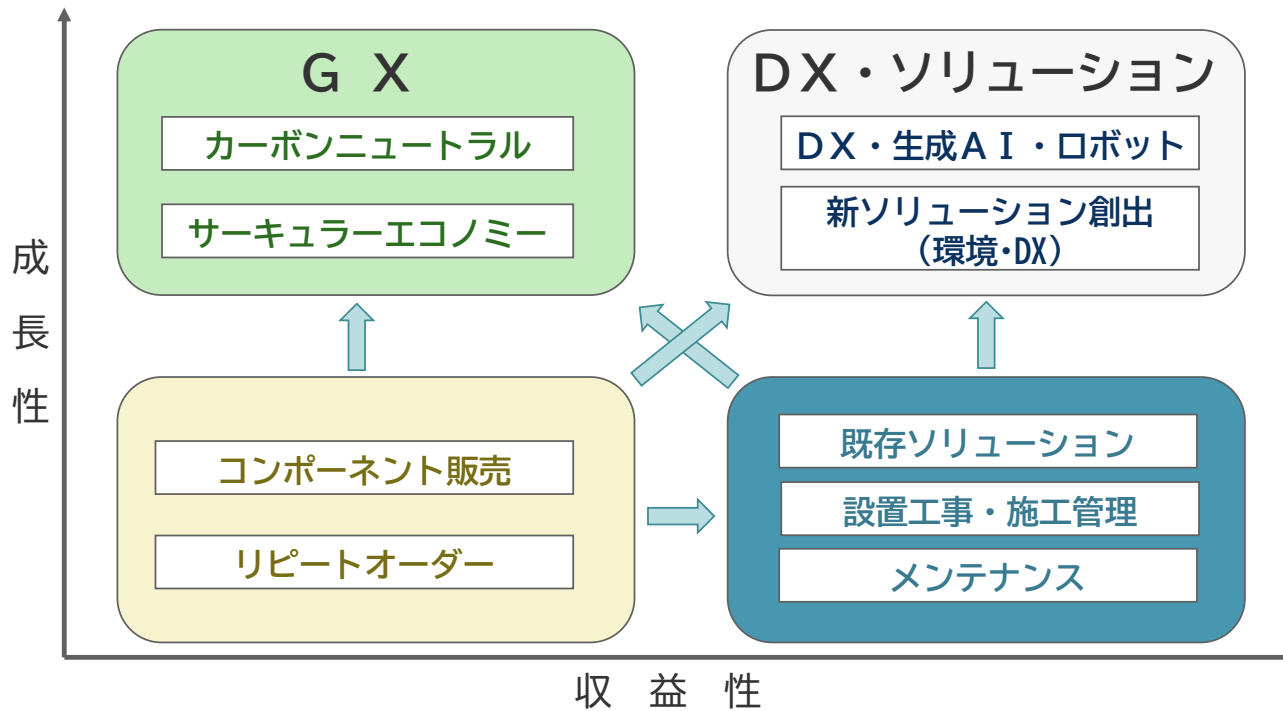 ＧＸ
カーボンニュートラル
サーキュラーエコノミー
ＤＸ・ソリューション
ＤＸ・生成ＡＩ・ロボット
新ソリューション創出
（環境・DX）
成長性
コンポーネント販売
リピートオーダー
既存ソリューション
設置工事・施工管理
メンテナンス
収益性